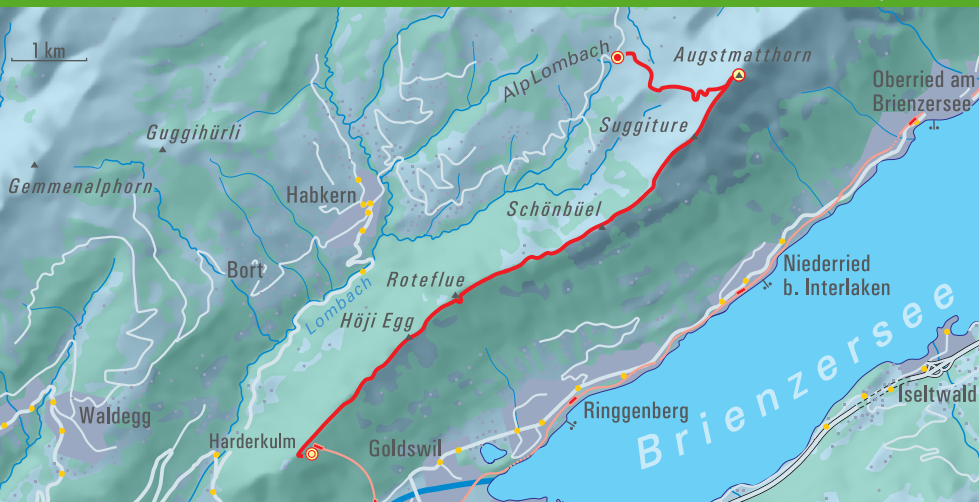 1 km
Alp Lombach
Augstmatthorn
Oberried am
Brienzersee
Guggihürli
Suggiture
Gemmenalphorn
Habkern
Schönbüel
Bort
Roteflue
Niederried
b. Interlaken
Lombach
Höji Egg
Brienzersee
Iseltwald
Waldegg
Ringgenberg
Harderkulm
Goldswil